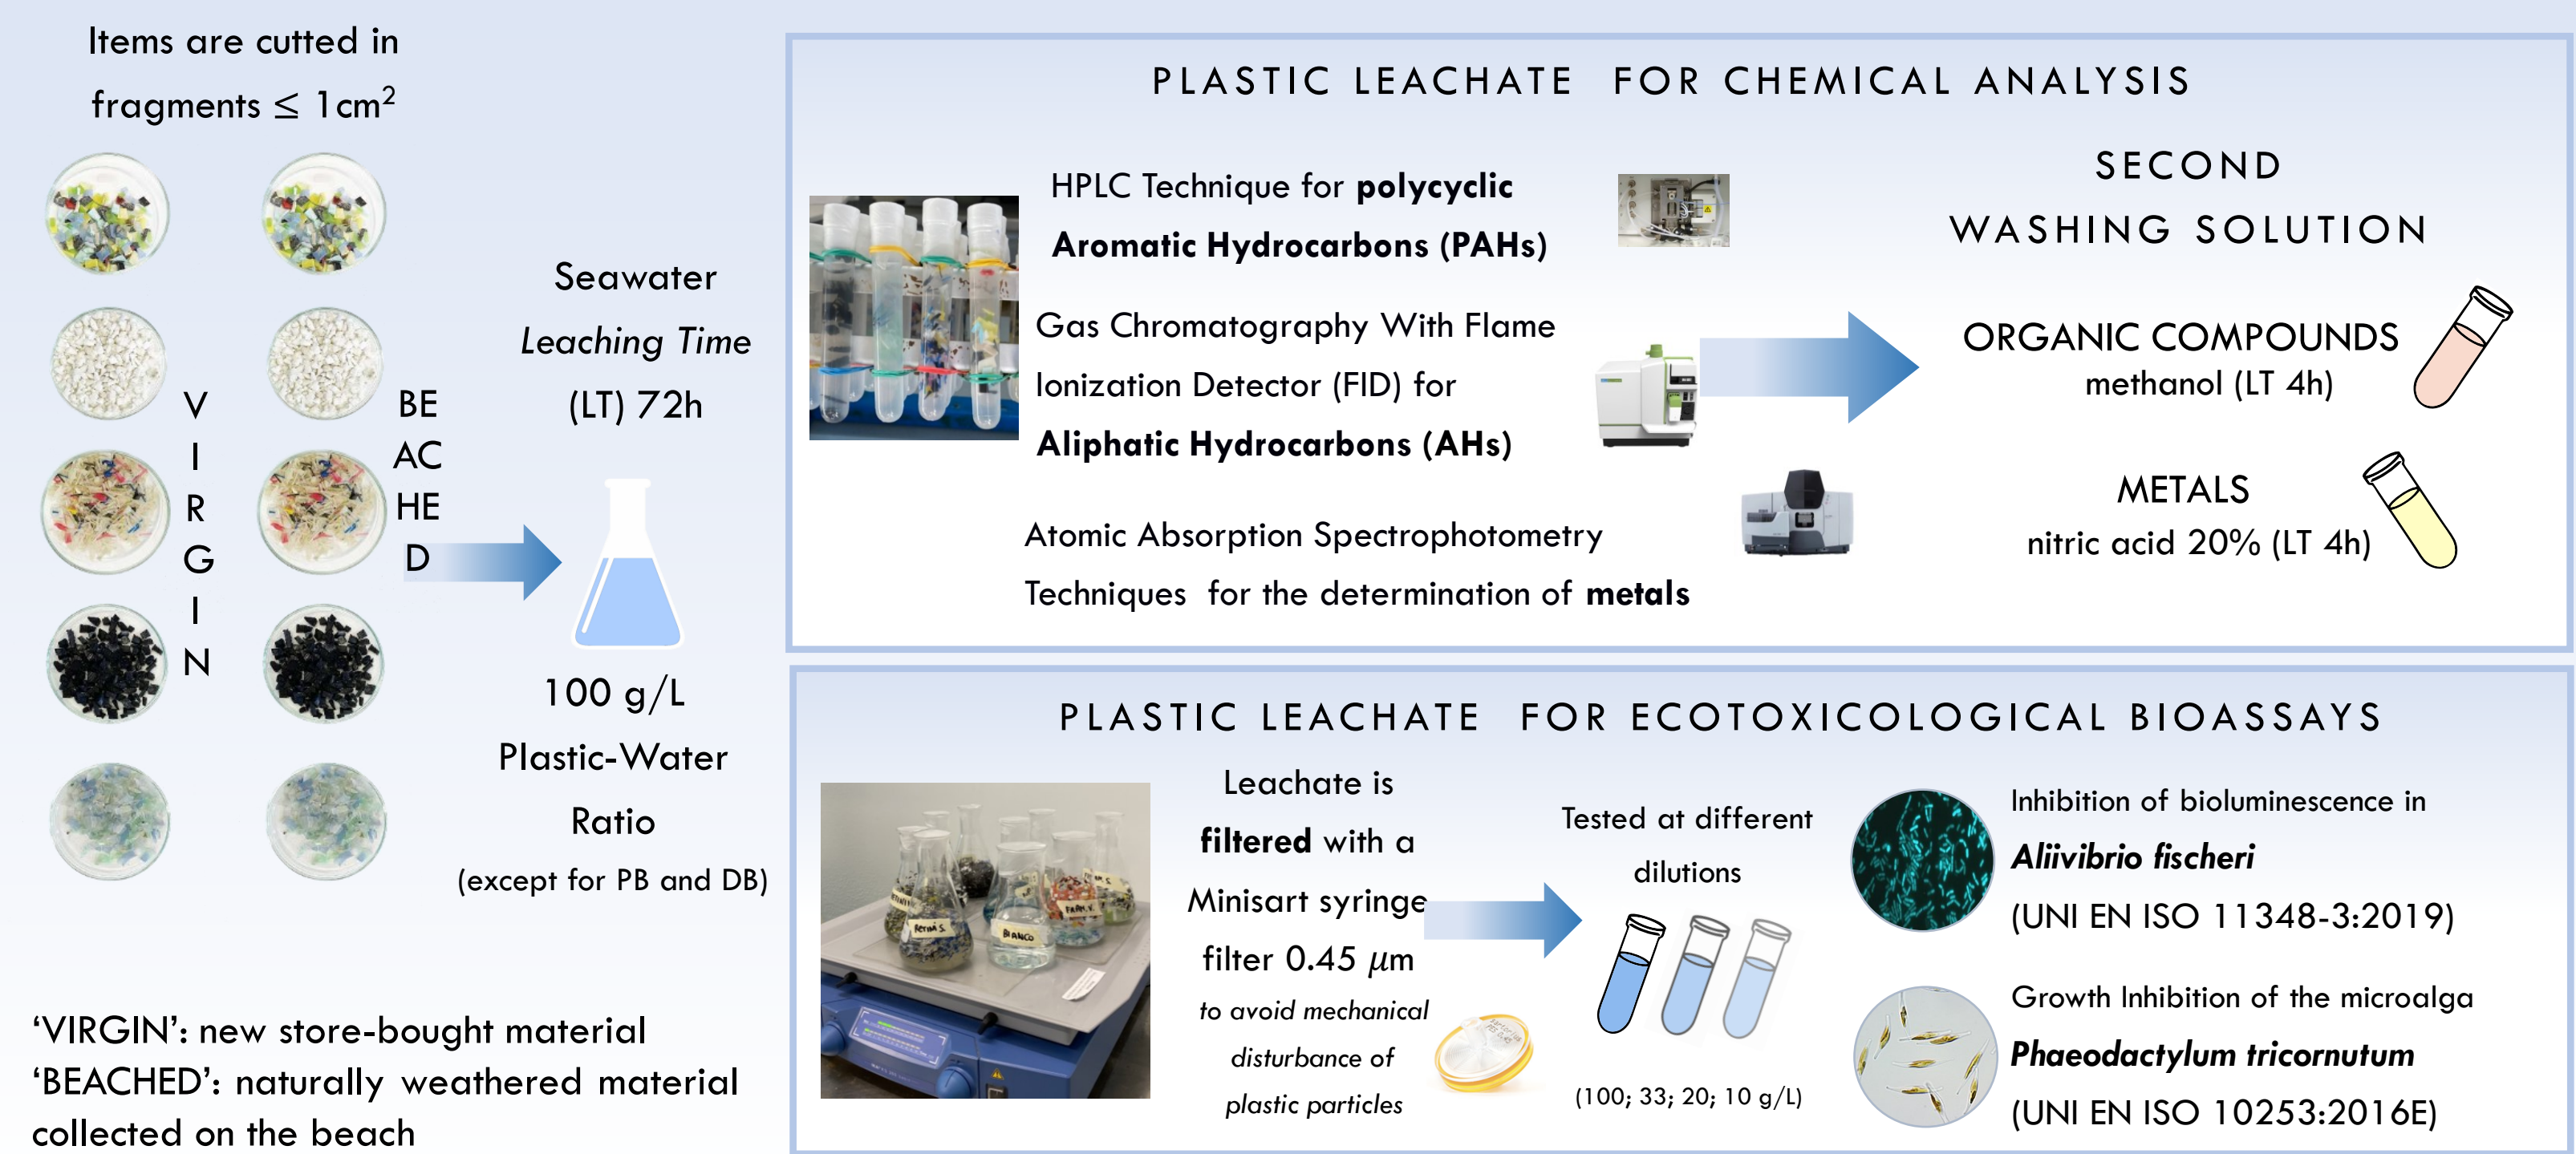 Items are cutted in
fragments ≤ 1cm²
VIRGIN
BE
AC
HE
D
Seawater
Leaching Time
(LT) 72h
100 g/L
Plastic-Water
Ratio
(except for PB and DB)
‘VIRGIN’: new store-bought material
‘BEACHED’: naturally weathered material
collected on the beach
PLASTIC LEACHATE FOR CHEMICAL ANALYSIS
HPLC Technique for polycyclic
Aromatic Hydrocarbons (PAHs)
Gas Chromatography With Flame
Ionization Detector (FID) for
Aliphatic Hydrocarbons (AHs)
Atomic Absorption Spectrophotometry
Techniques for the determination of metals
SECOND
WASHING SOLUTION
ORGANIC COMPOUNDS
methanol (LT 4h)
METALS
nitric acid 20% (LT 4h)
PLASTIC LEACHATE FOR ECOTOXICOLOGICAL BIOASSAYS
BIANCO
Leachate is
filtered with a
Minisart syringe
filter 0.45 μm
to avoid mechanical
disturbance of
plastic particles
Tested at different
dilutions
(100; 33; 20; 10 g/L)
Inhibition of bioluminescence in
Aliivibrio fischeri
(UNI EN ISO 11348-3:2019)
Growth Inhibition of the microalga
Phaeodactylum tricornutum
(UNI EN ISO 10253:2016E)